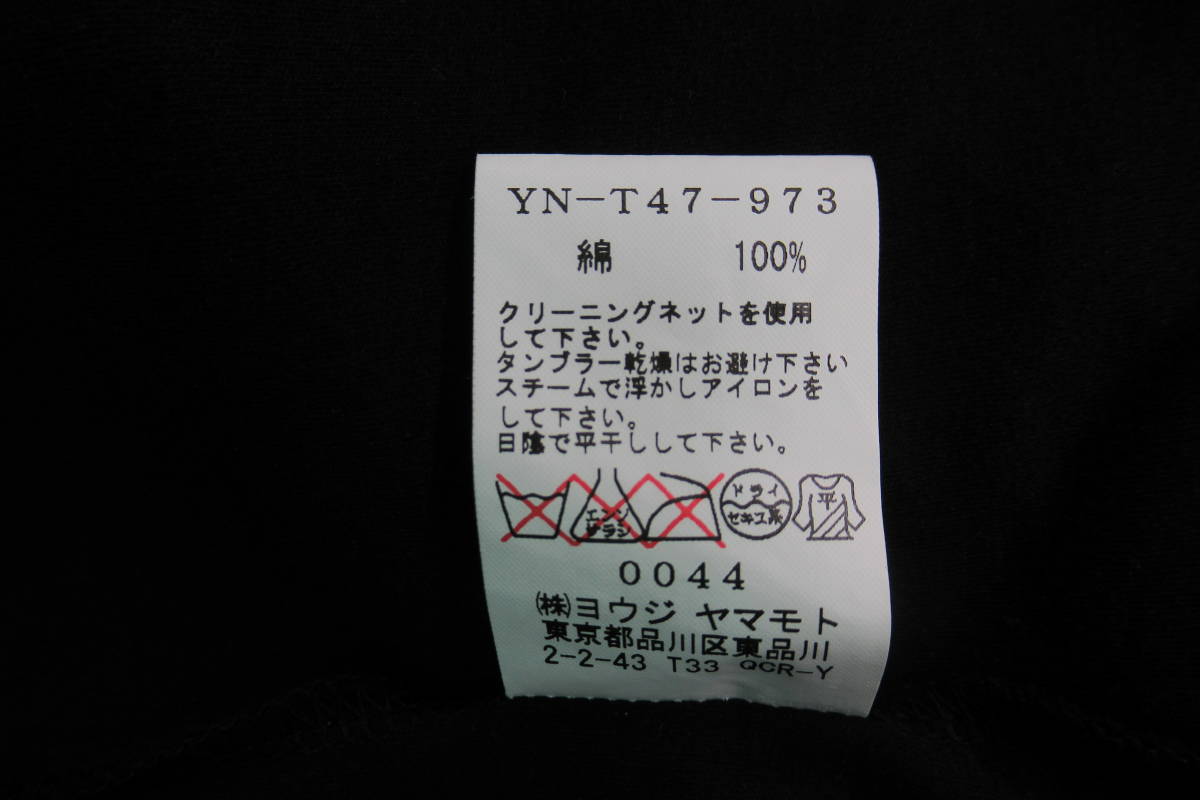 YN-T47-973
綿 100%
クリーニングネットを使用
して下さい。
タンブラー乾燥はお避け下さい
スチームで浮かしアイロンを
して下さい。
日陰で平干しして下さい。
エンソ
サラシ
ドライ
セキユ系
平
0044
㈱ヨウジ ヤマモト
東京都品川区東品川
2-2-43 T33 QCR-Y